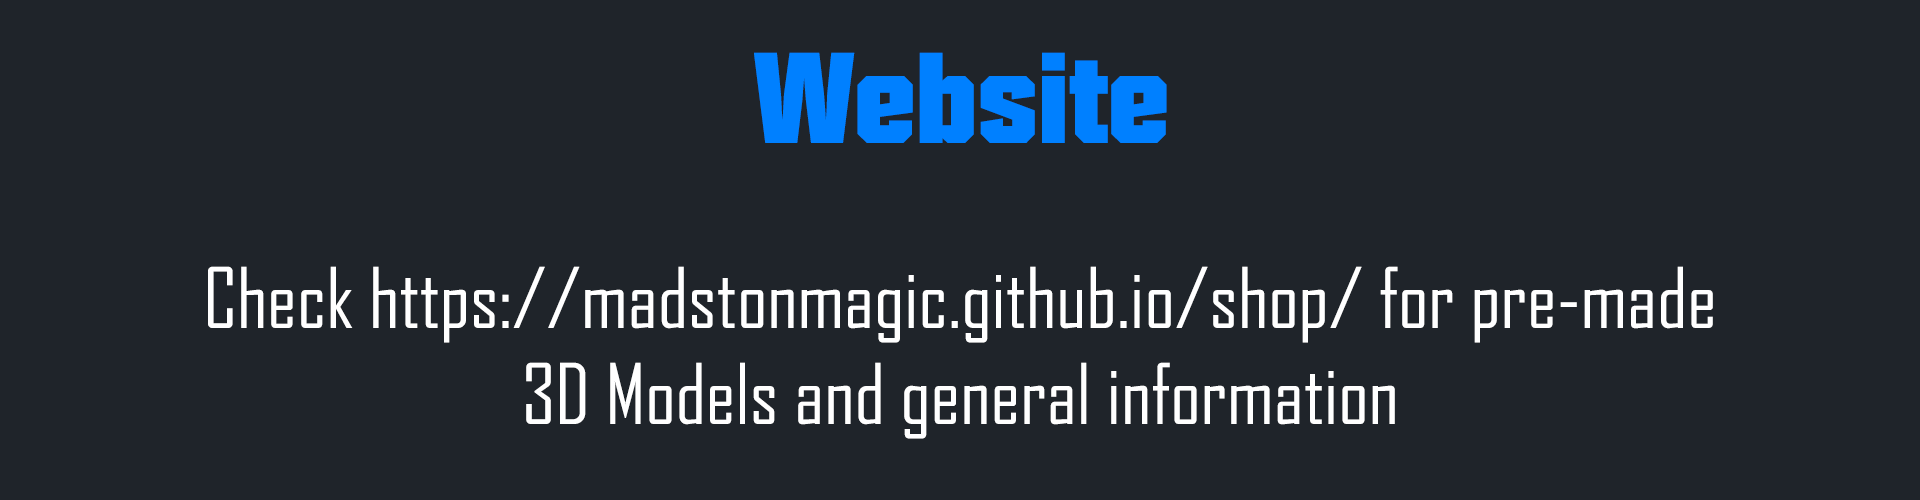 Website
Check https://madstonmagic.github.io/shop/ for pre-made
3D Models and general information